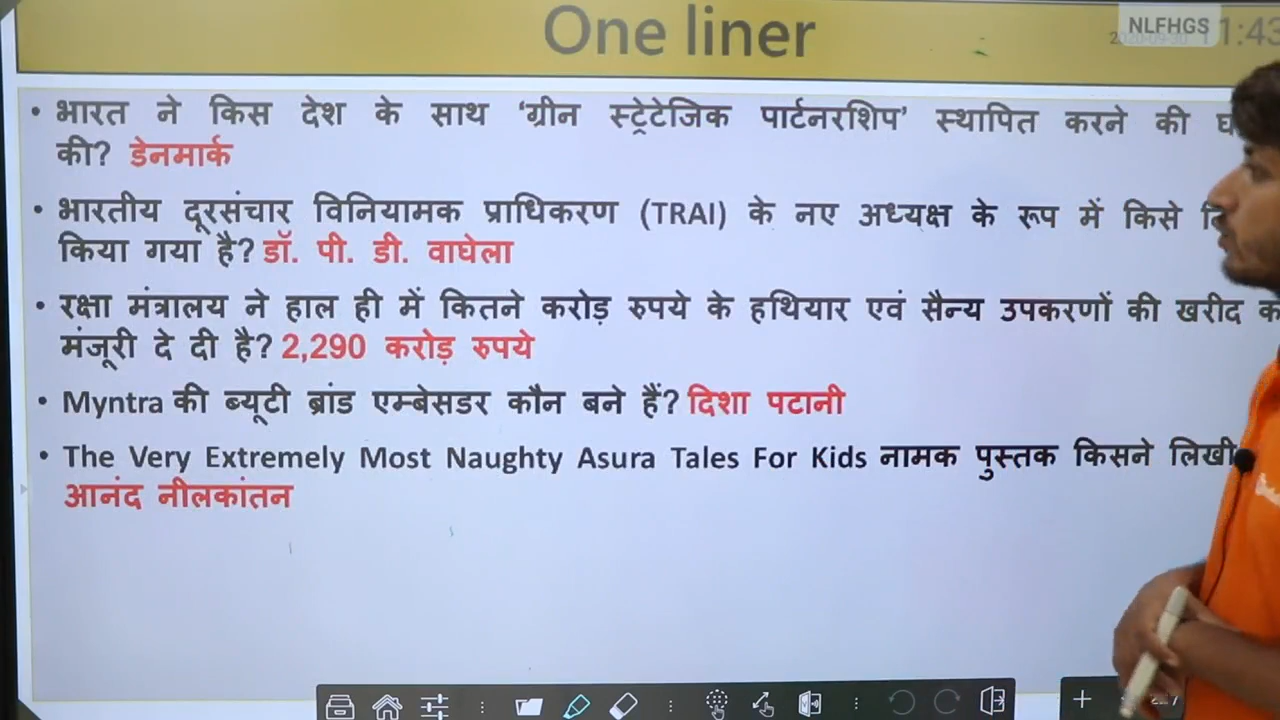 One liner
NLFHGS
1:43
• भारत ने किस देश के साथ ‘ग्रीन स्ट्रेटेजिक पार्टनरशिप’ स्थापित करने की
की? डेनमार्क
• भारतीय दूरसंचार विनियामक प्राधिकरण (TRAI) के नए अध्यक्ष के रूप में किसे
किया गया है? डॉ. पी. डी. वाघेला
• रक्षा मंत्रालय ने हाल ही में कितने करोड़ रुपये के हथियार एवं सैन्य उपकरणों की खरीद
मंजूरी दे दी है? 2,290 करोड़ रुपये
• Myntra की ब्यूटी ब्रांड एम्बेसडर कौन बने हैं? दिशा पटानी
• The Very Extremely Most Naughty Asura Tales For Kids नामक पुस्तक किसने लिखी
आनंद नीलकांतन